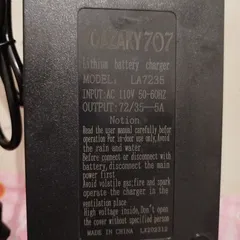 707
Lithium battery charger
MODEL: LA7235
INPUT:AC 110V 50-60HZ
OUTPUT:72/35—5A
Notion
Read the user manual carefully befor
operation For in-door use only, Avoid
the rain and water.
Before connect or disconnect with
battery, disconnect the main
power first
Avoid volatile gas:fire and spark
operate the charger in the
ventilation place
High voltage inside,Don't open
the cover without specified person
MADE IN CHINA